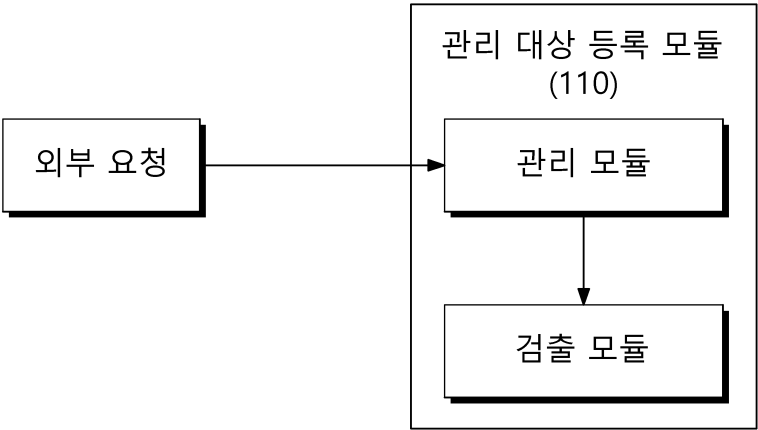 관리 대상 등록 모듈
(110)
외부 요청
관리 모듈
검출 모듈